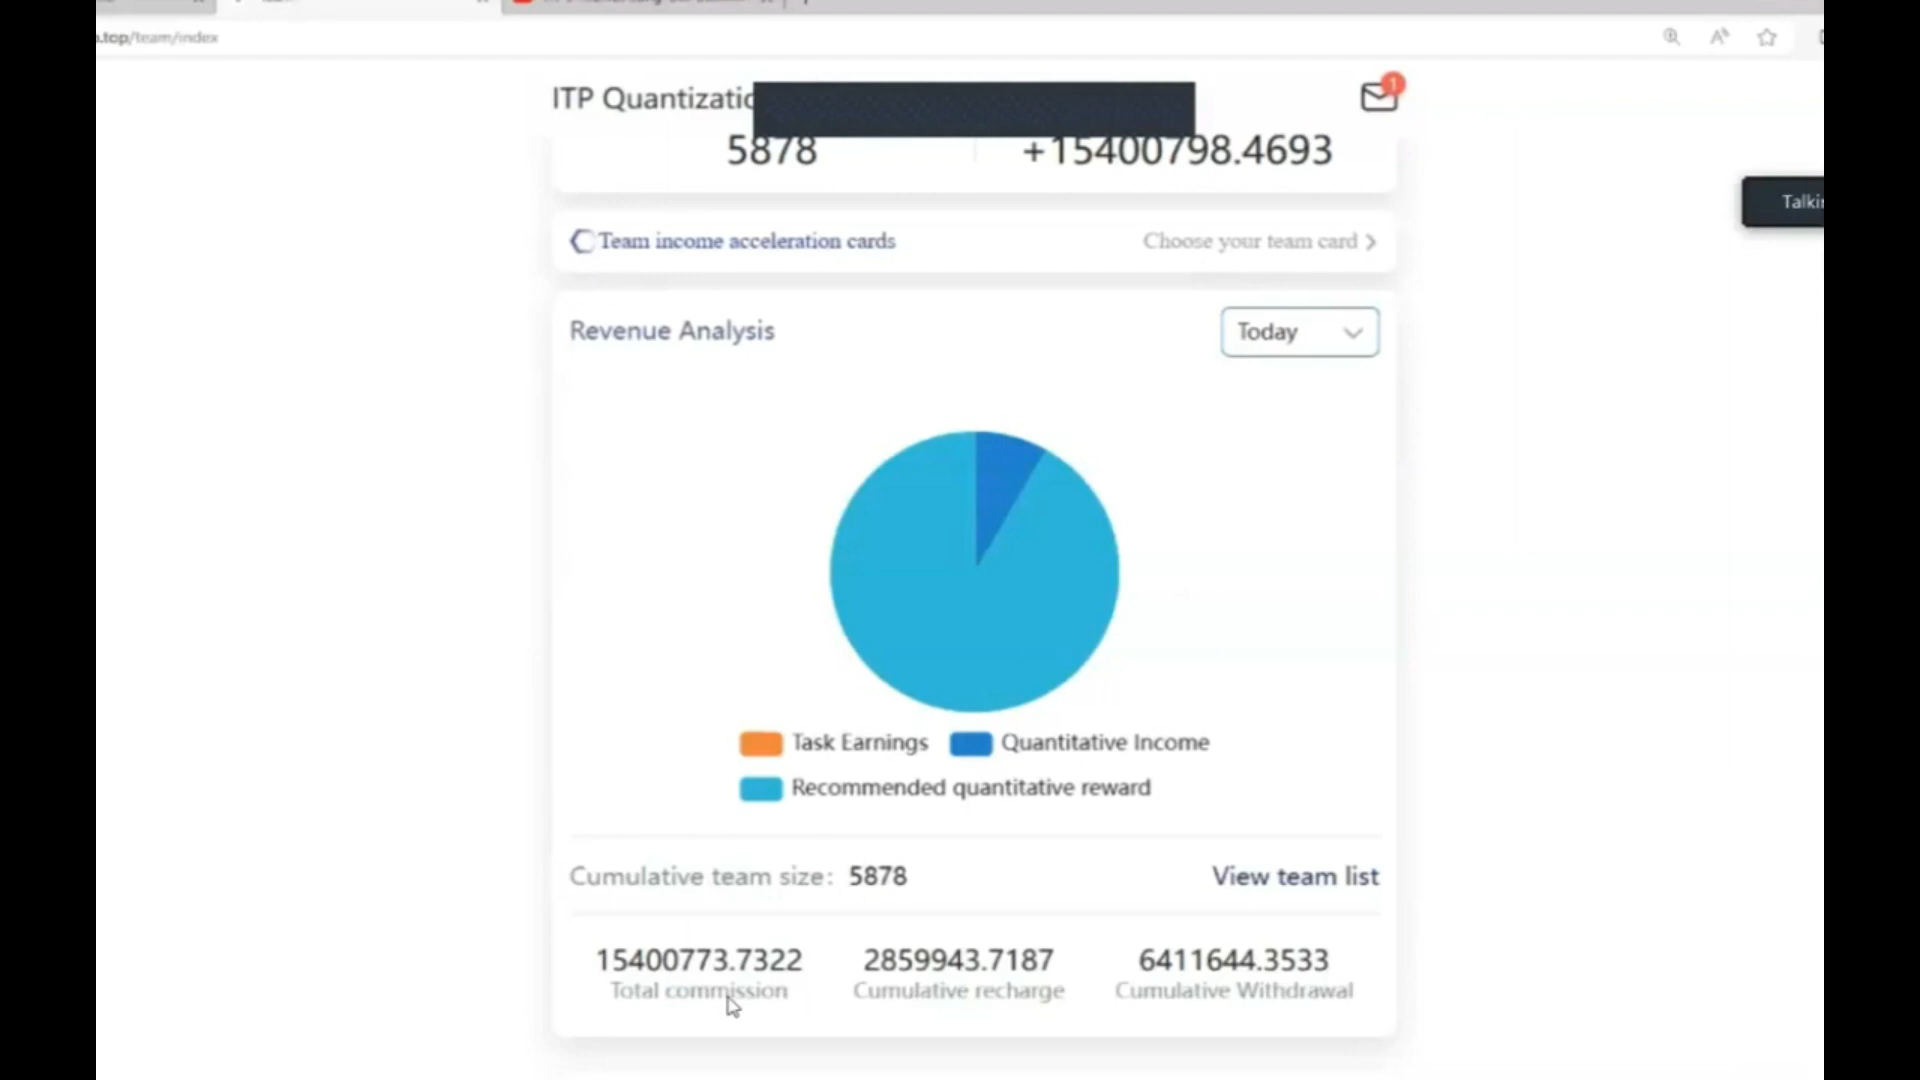 .top/team/index
ITP Quantizatio
1
5878 +15400798.4693
Talki
Team income acceleration cards Choose your team card
Revenue Analysis Today
Task Earnings Quantitative Income
Recommended quantitative reward
Cumulative team size: 5878 View team list
15400773.7322 2859943.7187 6411644.3533
Total commission Cumulative recharge Cumulative Withdrawal